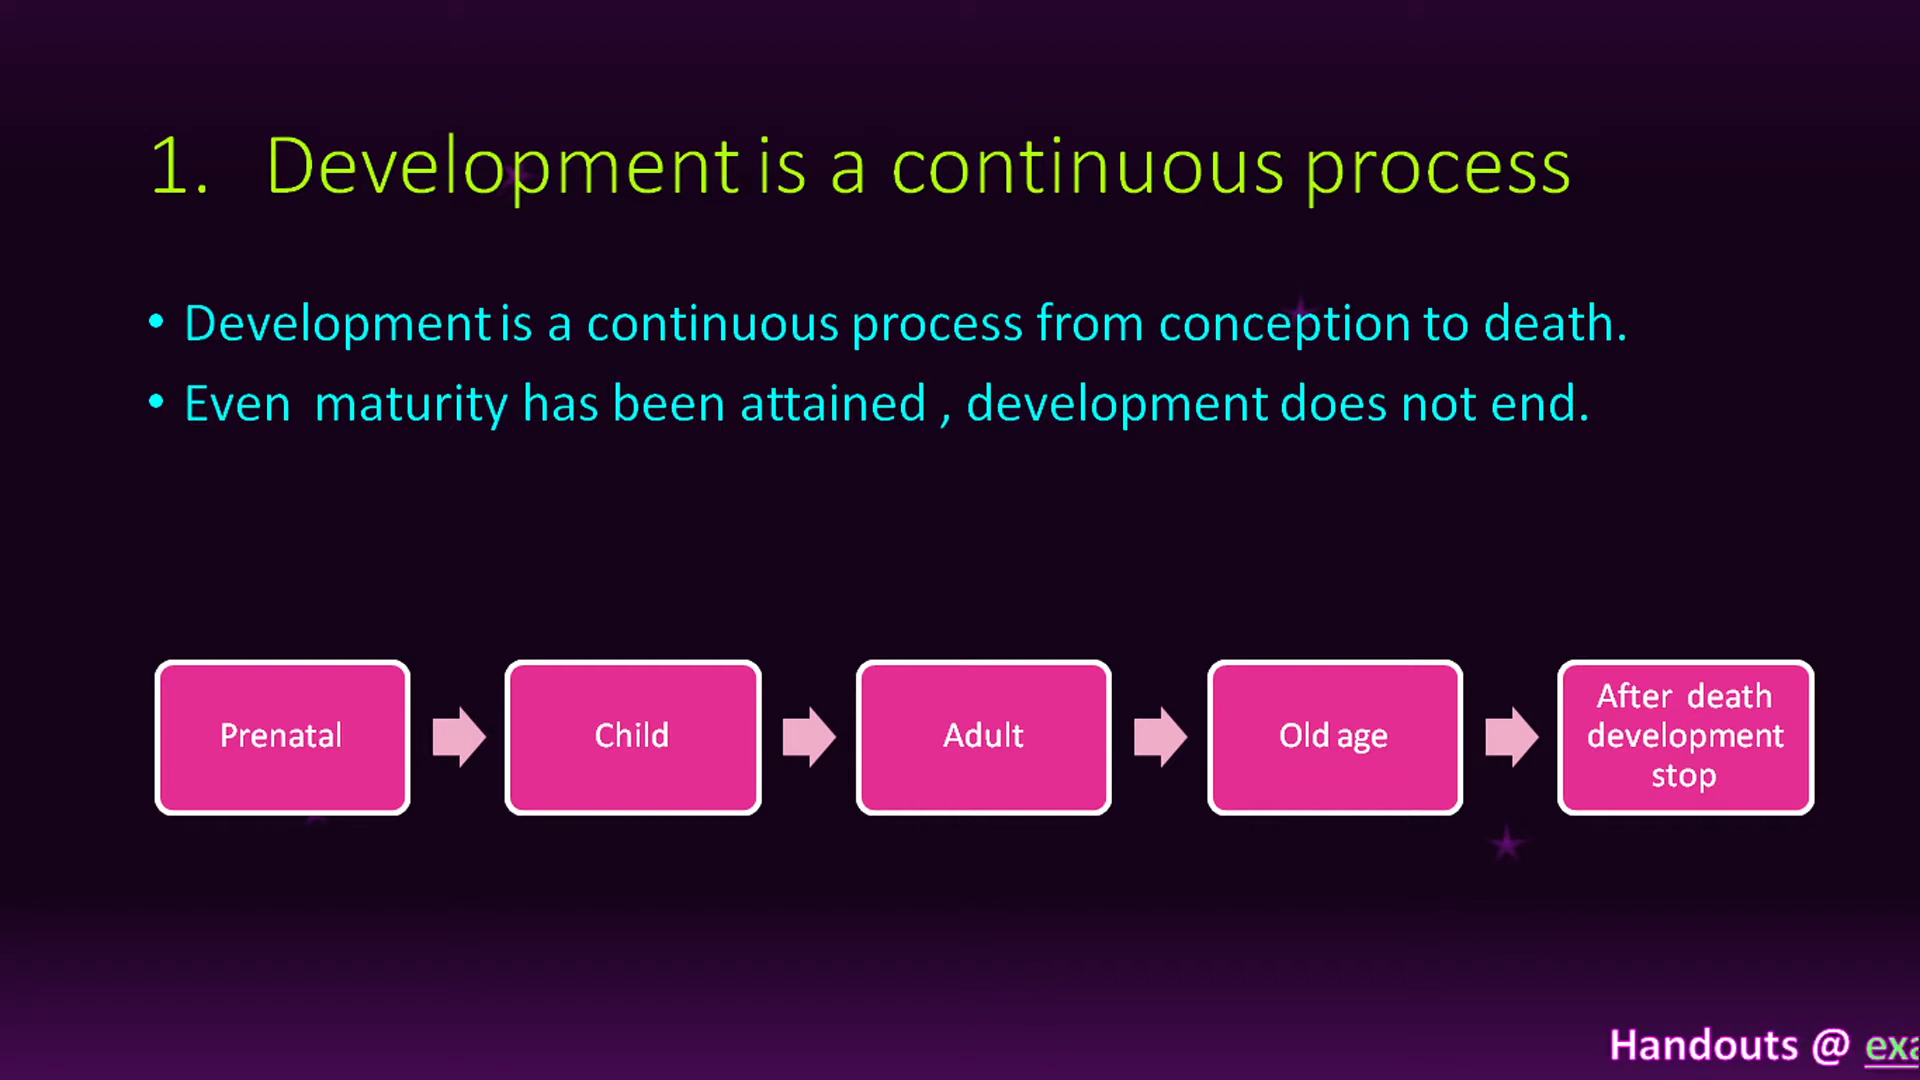 1. Development is a continuous process
• Development is a continuous process from conception to death.
• Even maturity has been attained , development does not end.
Prenatal
Child
Adult
Old age
After death
development
stop
Handouts @ exa